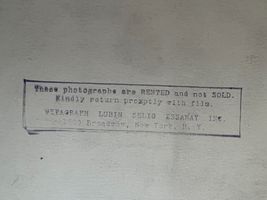 These photographs are RENTED and not SOLD.
Kindly return promptly with film.
VITAGRAPH LUBIN SELIG ESSANAY INC.
Broadway, New York, N. Y.